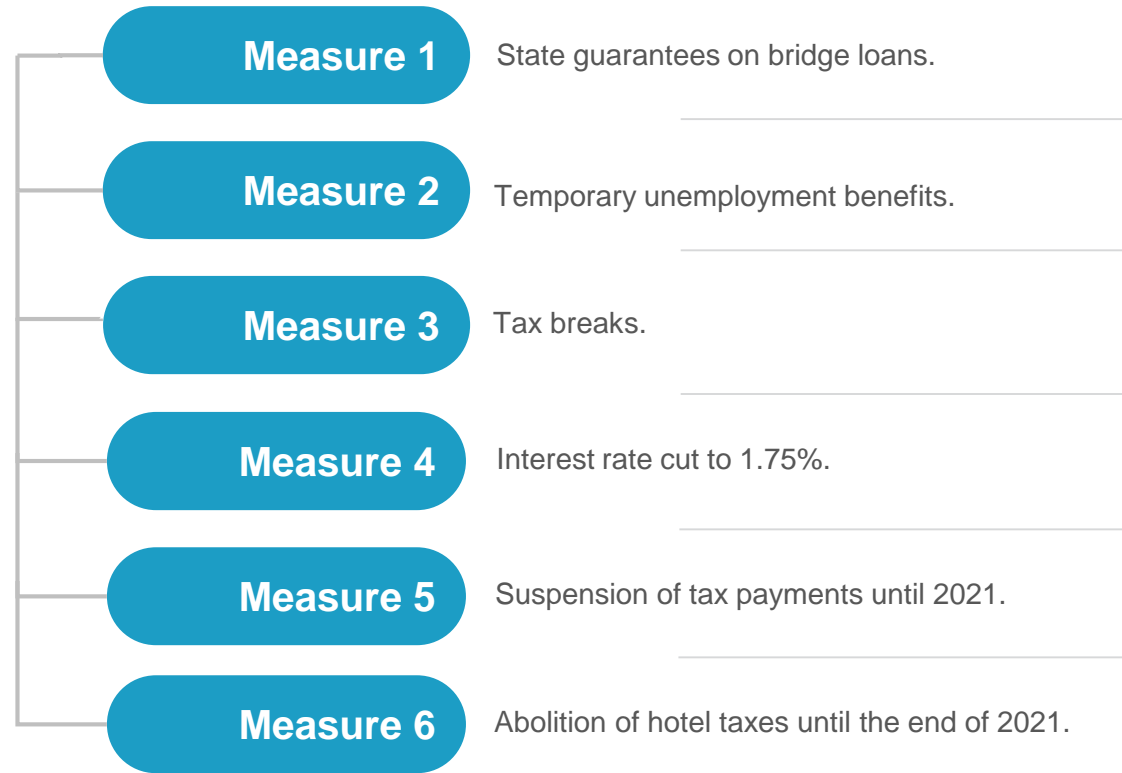 Measure 1 State guarantees on bridge loans.
Measure 2 Temporary unemployment benefits.
Measure 3 Tax breaks.
Measure 4 Interest rate cut to 1.75%.
Measure 5 Suspension of tax payments until 2021.
Measure 6 Abolition of hotel taxes until the end of 2021.